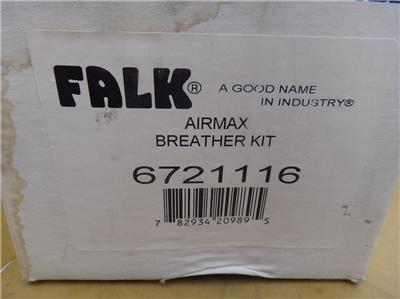 FALK® A GOOD NAME
IN INDUSTRY®
AIRMAX
BREATHER KIT
6721116
7 82934 20989 5